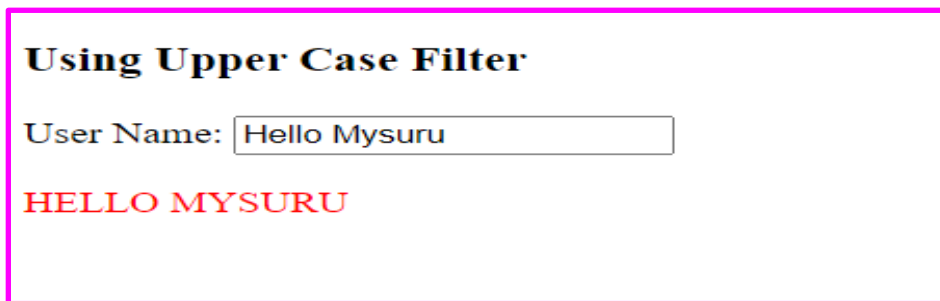 Using Upper Case Filter
User Name: Hello Mysuru
HELLO MYSURU